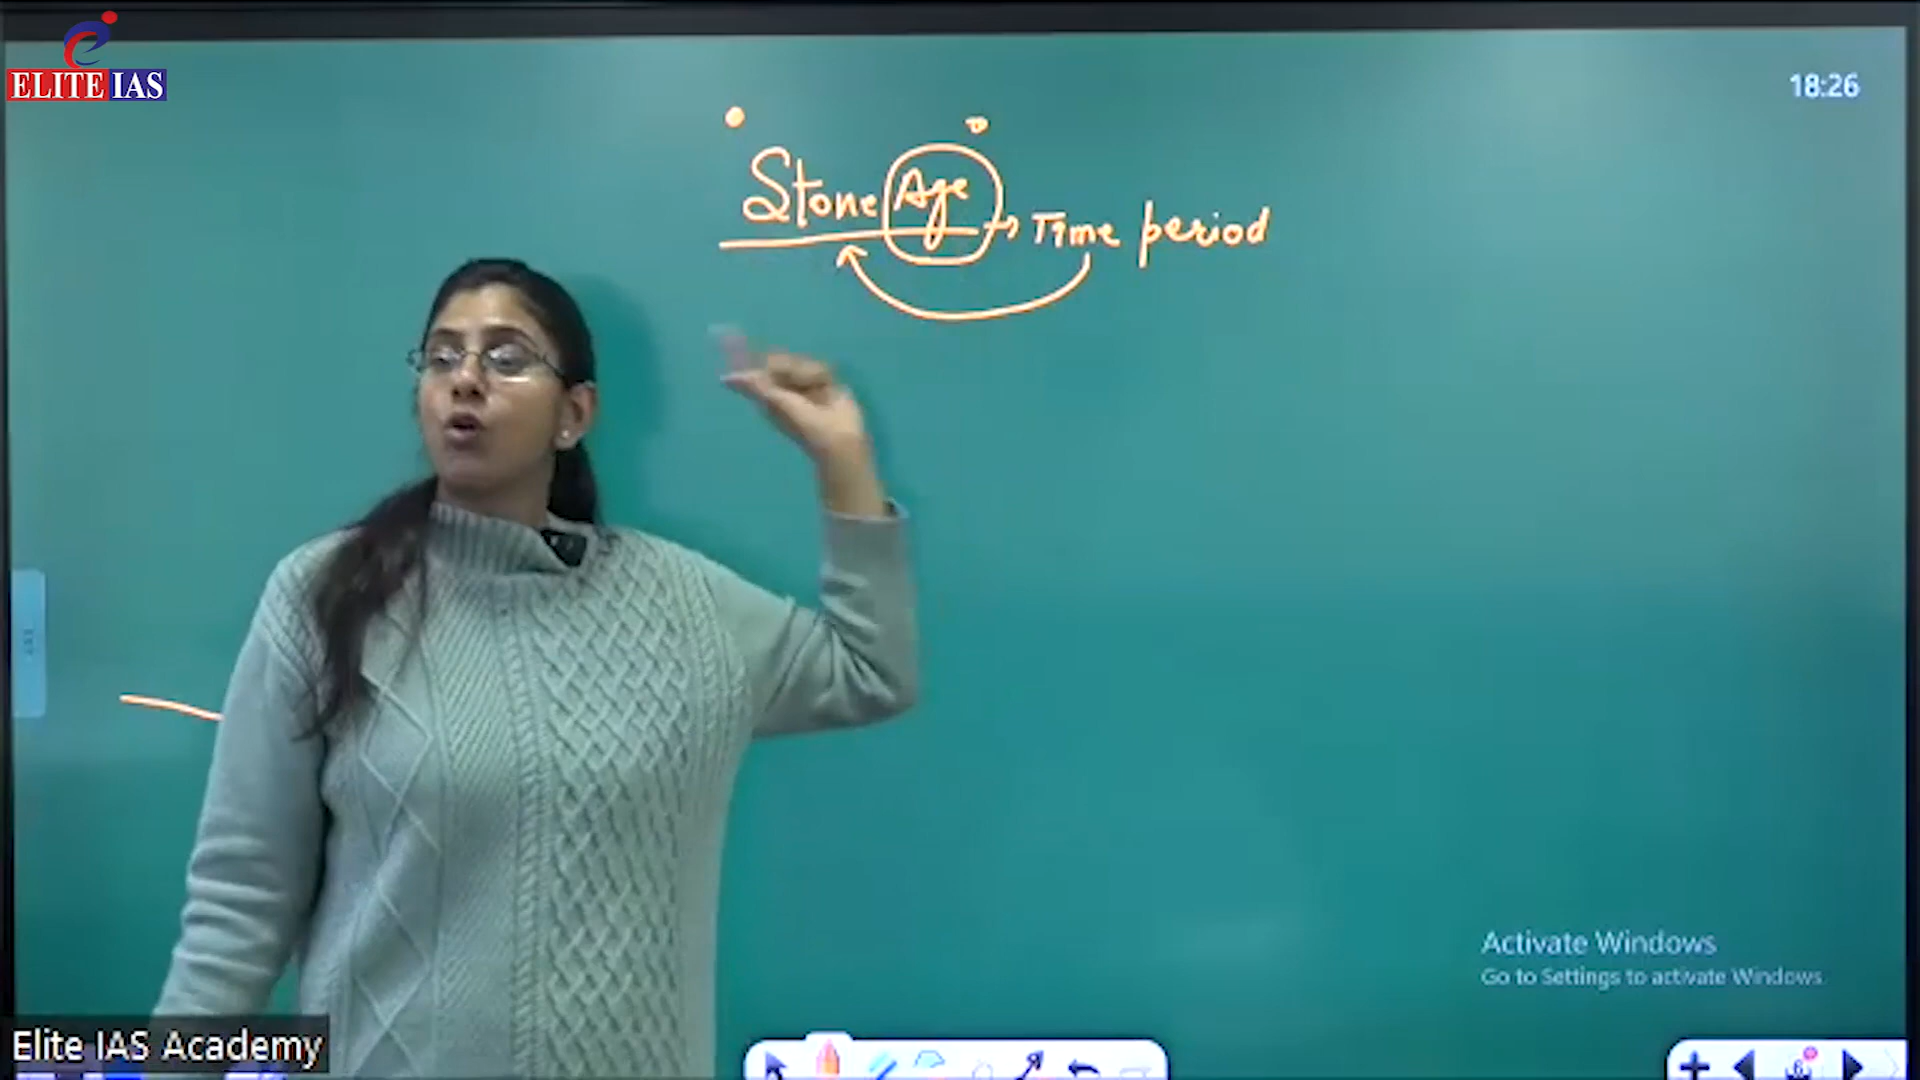 ELITE IAS
18:26
Stone Age → Time period
Activate Windows
Go to Settings to activate Windows.
Elite IAS Academy